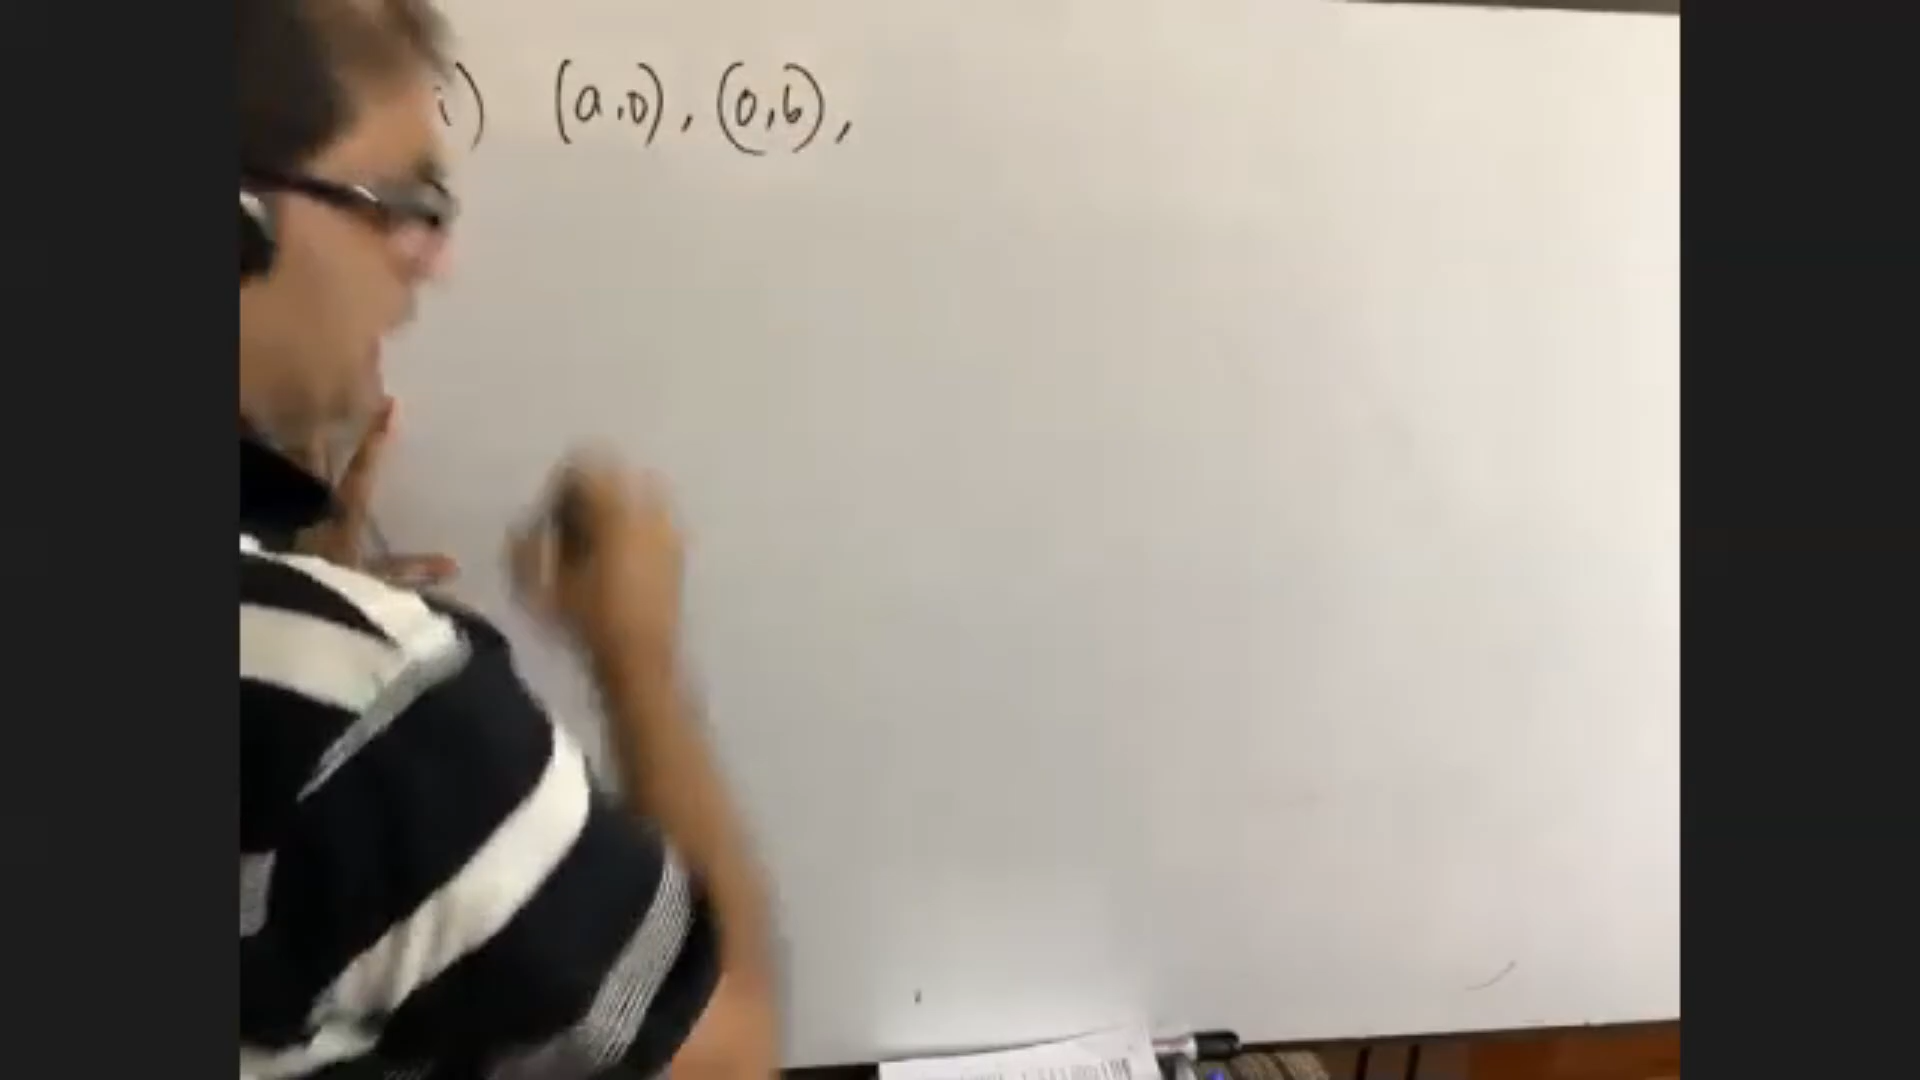 i) (a,0), (0,b),